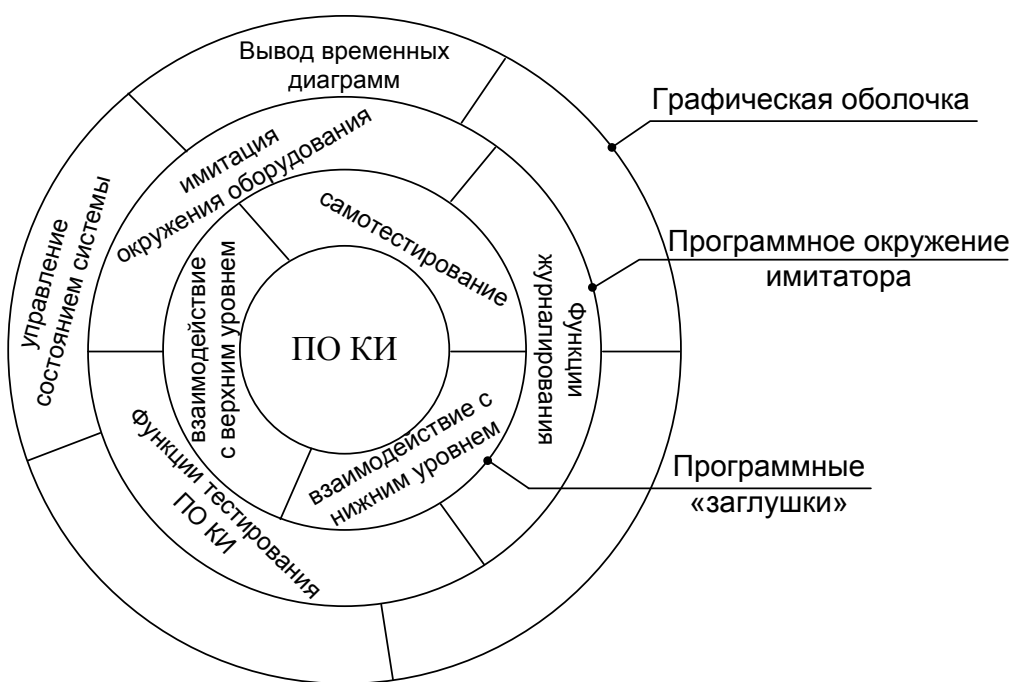 Вывод временных
диаграмм
Графическая оболочка
имитация
окружения оборудования
управление
состоянием системы
самотестирование
Программное окружение
имитатора
взаимодействие
с верхним уровнем
Функции
журналирования
ПО КИ
взаимодействие с
нижним уровнем
Функции тестирования
ПО КИ
Программные
«заглушки»